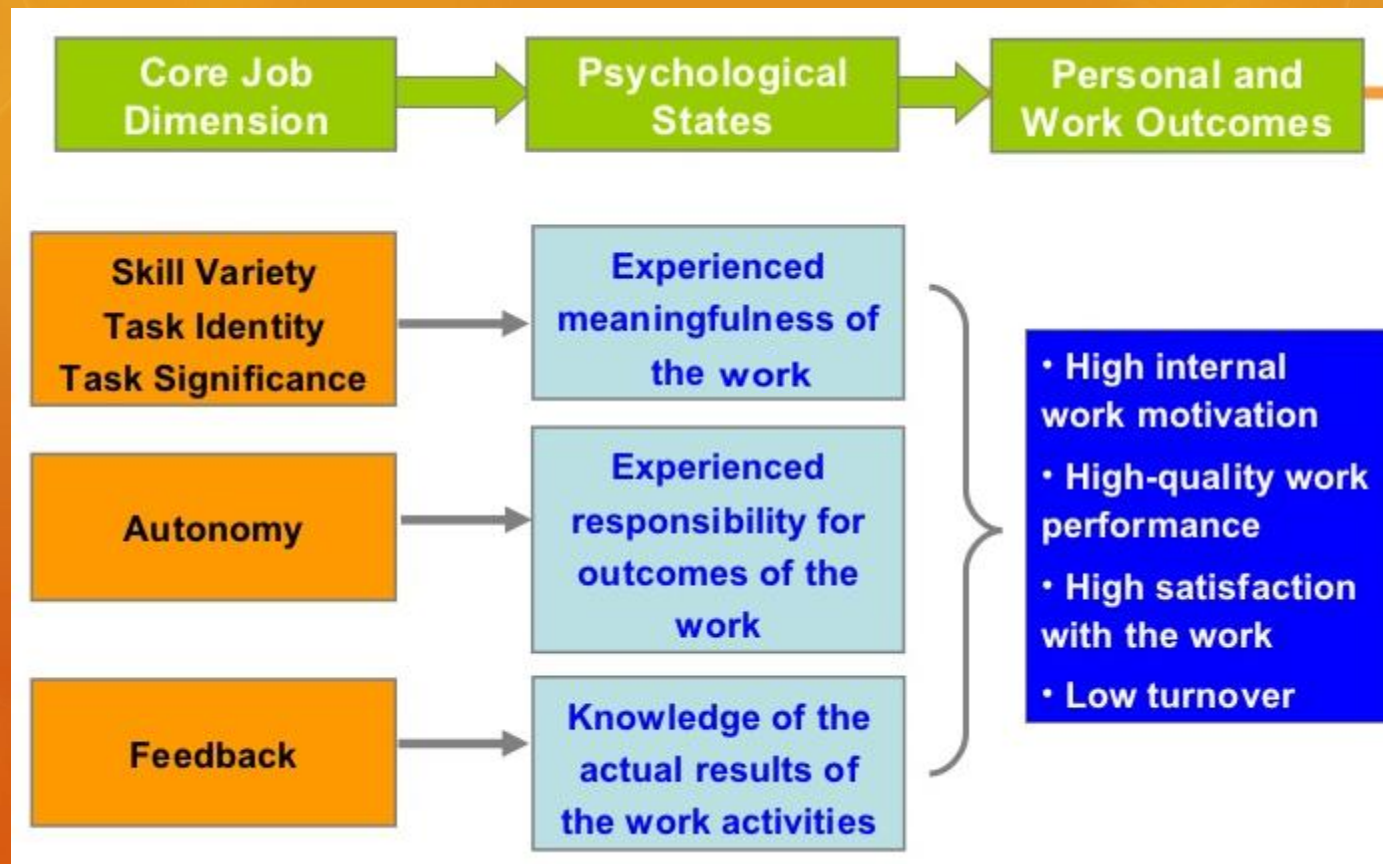 Core Job
Dimension
Psychological
States
Personal and
Work Outcomes
Skill Variety
Task Identity
Task Significance
Experienced
meaningfulness of
the work
Autonomy
Experienced
responsibility for
outcomes of the
work
Feedback
Knowledge of the
actual results of
the work activities
• High internal
work motivation
• High-quality work
performance
• High satisfaction
with the work
• Low turnover